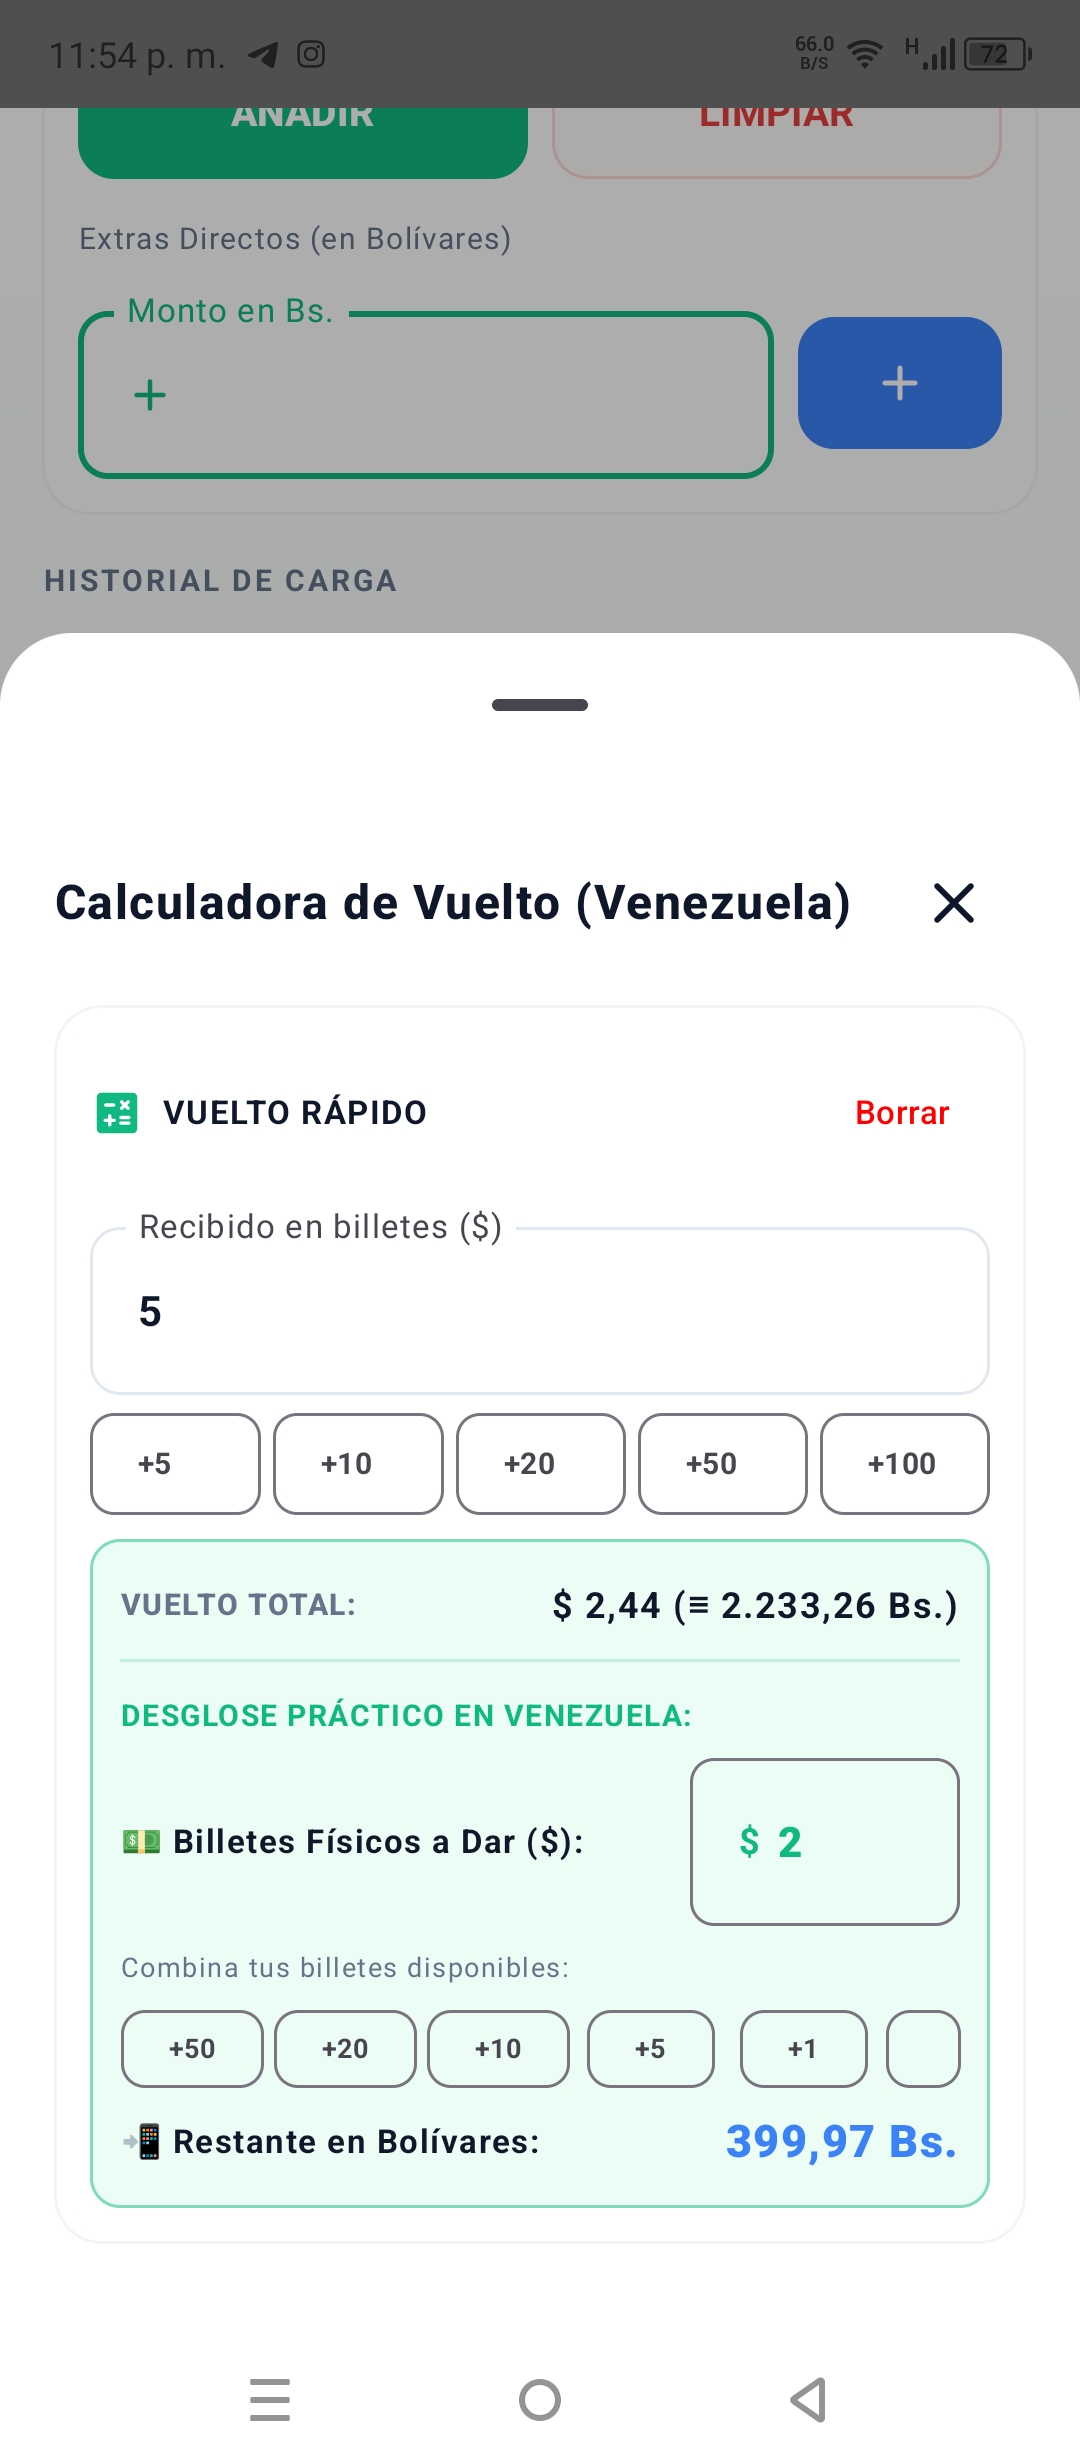 11:54 p. m.
66.0 B/S
H
72
AÑADIR
LIMPIAR
Extras Directos (en Bolívares)
Monto en Bs.
+
+
HISTORIAL DE CARGA
Calculadora de Vuelto (Venezuela)
VUELTO RÁPIDO
Borrar
Recibido en billetes ($)
5
+5
+10
+20
+50
+100
VUELTO TOTAL:
$ 2,44 (≡ 2.233,26 Bs.)
DESGLOSE PRÁCTICO EN VENEZUELA:
💵 Billetes Físicos a Dar ($):
$ 2
Combina tus billetes disponibles:
+50
+20
+10
+5
+1
📲 Restante en Bolívares:
399,97 Bs.